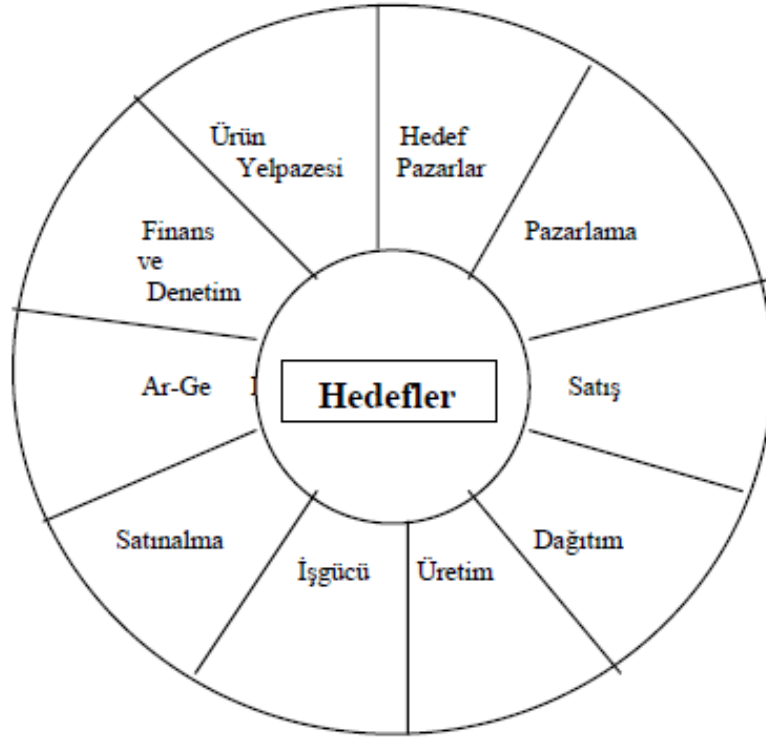 Ürün
Yelpazesi
Hedef
Pazarlar
Pazarlama
Satış
Dağıtım
Üretim
İşgücü
Satınalma
Ar-Ge
Finans
ve
Denetim
Hedefler